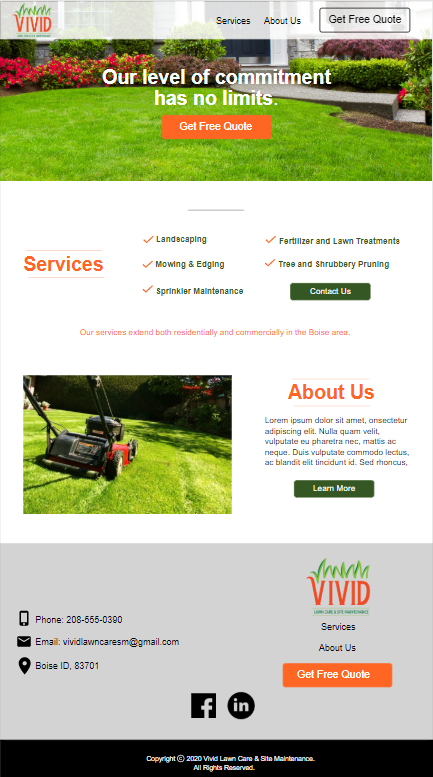 VIVID
Services
About Us
Get Free Quote
Our level of commitment
has no limits.
Get Free Quote
Services
Landscaping
Mowing & Edging
Sprinkler Maintenance
Fertilizer and Lawn Treatments
Tree and Shrubbery Pruning
Contact Us
Our services extend both residentially and commercially in the Boise area.
About Us
Lorem ipsum dolor sit amet, onsectetur
adipiscing elit. Nulla quam velit,
vulputate eu pharetra nec, mattis ac
neque. Duis vulputate commodo lectus,
ac blandit elit tincidunt id. Sed rhoncus,
Learn More
Phone: 208-555-0390
Email: vividlawncaresm@gmail.com
Boise ID, 83701
VIVID
LAWN CARE & SITE MAINTENANCE
Services
About Us
Get Free Quote
f
in
Copyright © 2020 Vivid Lawn Care & Site Maintenance.
All Rights Reserved.